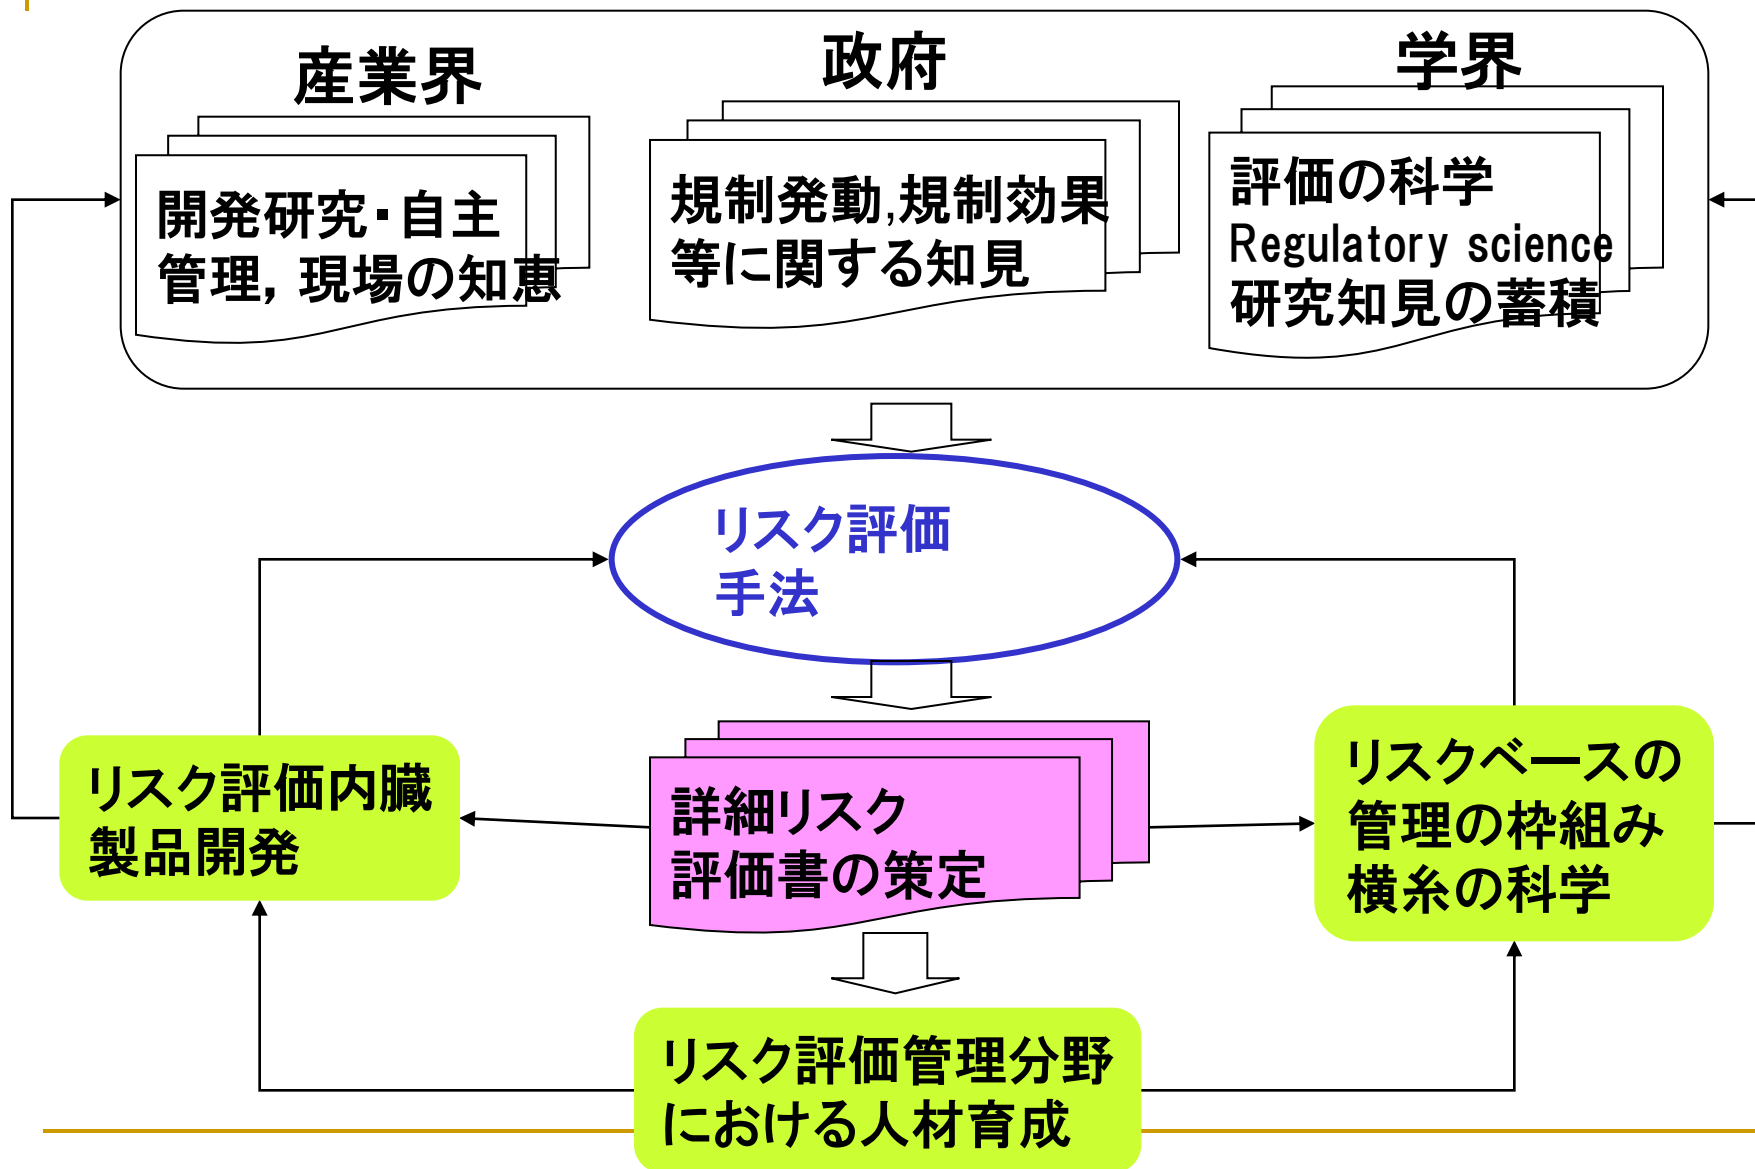 産業界
開発研究・自主
管理，現場の知恵
政府
規制発動,規制効果
等に関する知見
学界
評価の科学
Regulatory science
研究知見の蓄積
リスク評価
手法
リスク評価内臓
製品開発
詳細リスク
評価書の策定
リスクベースの
管理の枠組み
横糸の科学
リスク評価管理分野
における人材育成